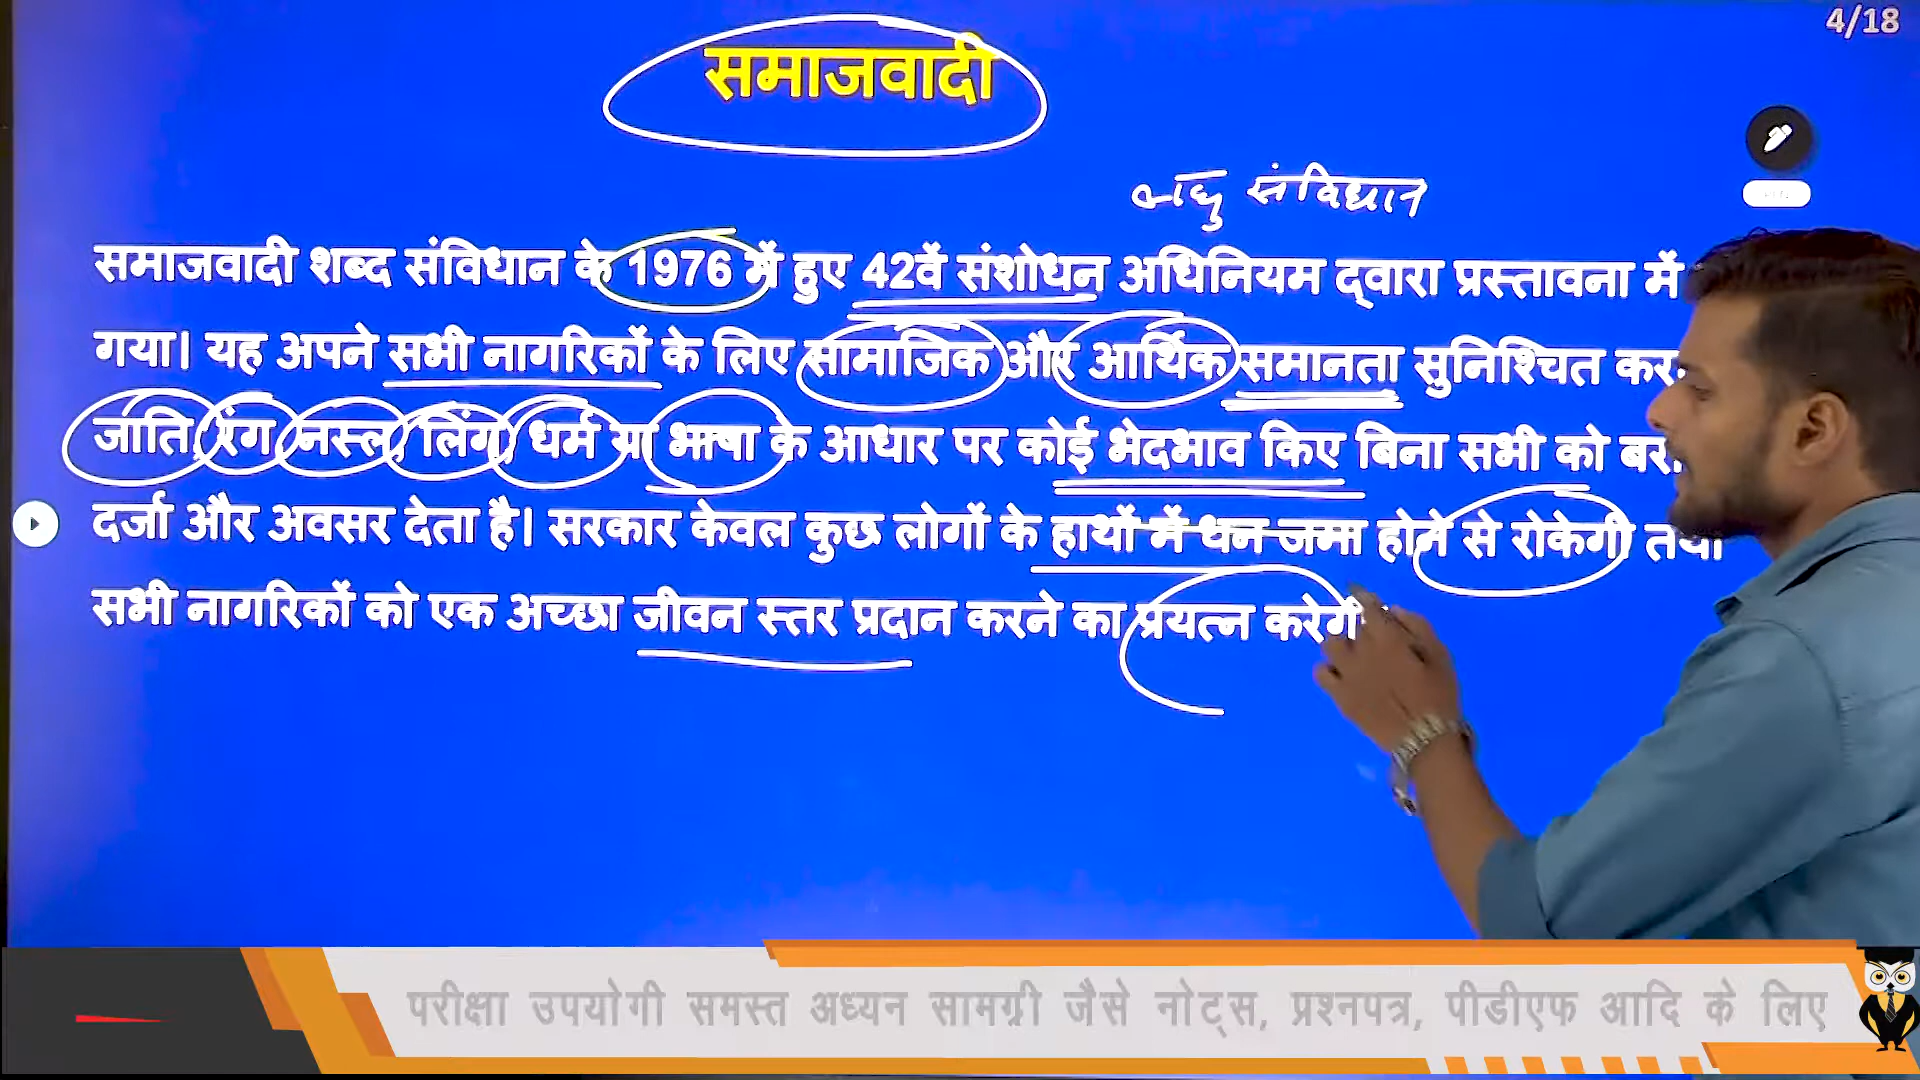 4/18
समाजवादी
लघु संविधान
समाजवादी शब्द संविधान के 1976 में हुए 42वें संशोधन अधिनियम द्वारा प्रस्तावना में
गया। यह अपने सभी नागरिकों के लिए सामाजिक और आर्थिक समानता सुनिश्चित कर
जाति, रंग, नस्ल, लिंग, धर्म या भाषा के आधार पर कोई भेदभाव किए बिना सभी को
दर्जा और अवसर देता है। सरकार केवल कुछ लोगों के हाथों में धन जमा होने से रोकेगी तथा
सभी नागरिकों को एक अच्छा जीवन स्तर प्रदान करने का प्रयत्न करेगी
परीक्षा उपयोगी समस्त अध्यन सामग्री जैसे नोट्स, प्रश्नपत्र, पीडीएफ आदि के लिए